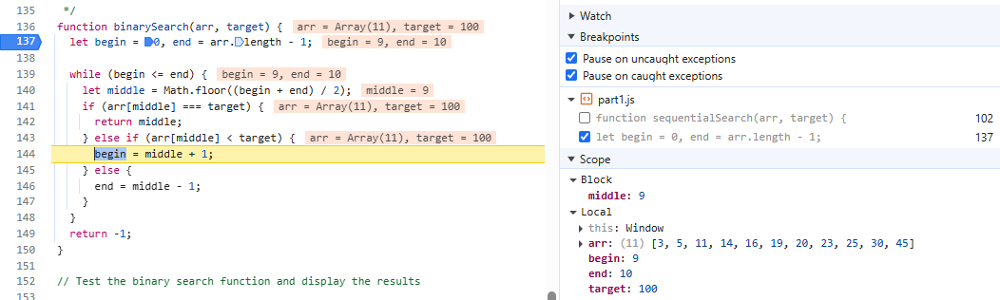 135 */
136 function binarySearch(arr, target) { arr = Array(11), target = 100
137 let begin = 0, end = arr.length - 1; begin = 9, end = 10
138
139 while (begin <= end) { begin = 9, end = 10
140 let middle = Math.floor((begin + end) / 2); middle = 9
141 if (arr[middle] === target) { arr = Array(11), target = 100
142 return middle;
143 } else if (arr[middle] < target) { arr = Array(11), target = 100
144 begin = middle + 1;
145 } else {
146 end = middle - 1;
147 }
148 }
149 return -1;
150 }
151
152 // Test the binary search function and display the results
153
Watch
Breakpoints
Pause on uncaught exceptions
Pause on caught exceptions
part1.js
function sequentialSearch(arr, target) { 102
let begin = 0, end = arr.length - 1; 137
Scope
Block
middle: 9
Local
this: Window
arr: (11) [3, 5, 11, 14, 16, 19, 20, 23, 25, 30, 45]
begin: 9
end: 10
target: 100